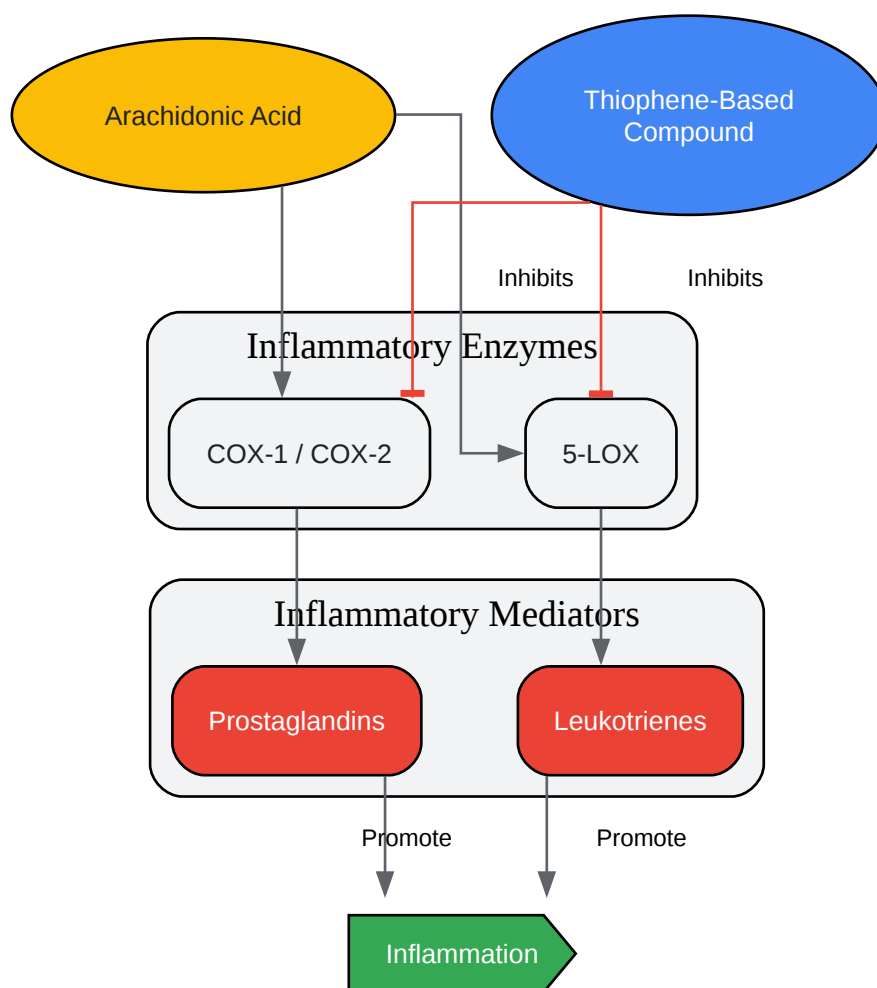 Arachidonic Acid
Thiophene-Based
Compound
Inhibits
Inhibits
Inflammatory Enzymes
COX-1 / COX-2
5-LOX
Inflammatory Mediators
Prostaglandins
Leukotrienes
Promote
Promote
Inflammation